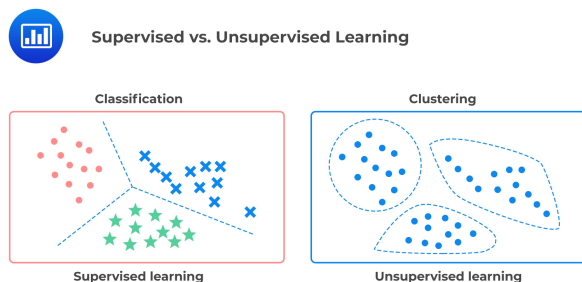 Supervised vs. Unsupervised Learning
Classification
Clustering
Supervised learning
Unsupervised learning